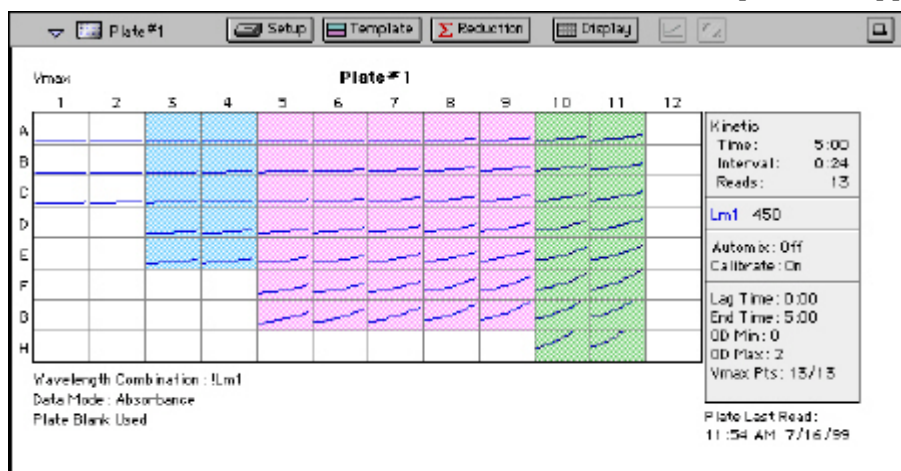 Plate#1 Setup Template Reduction Display
Vmax Plate#1
1 2 3 4 5 6 7 8 9 10 11 12
A
B
C
D
E
F
G
H
Kinetic
Time: 5:00
Interval: 0:24
Reads: 13
Lm1 450
Automix: Off
Calibrate: On
Lag Time: 0:00
End Time: 5:00
OD Min: 0
OD Max: 2
Vmax Pts: 13/13
Wavelength Combination : !Lm1
Data Mode : Absorbance
Plate Blank Used
Plate Last Read:
11:54 AM 7/16/99